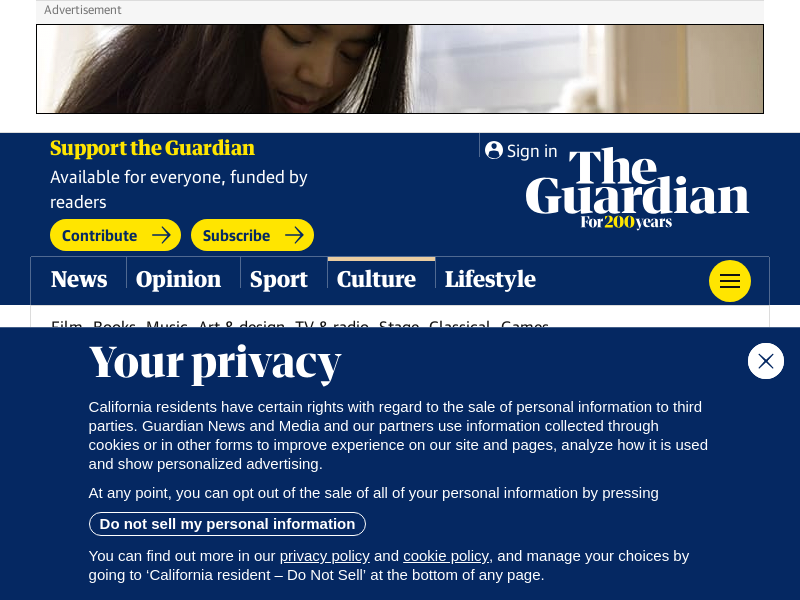 Advertisement
Support the Guardian
Available for everyone, funded by
readers
Contribute
Subscribe
Sign in
The
Guardian
For 200 years
News
Opinion
Sport
Culture
Lifestyle
Film Books Music Art & design TV & radio Stage Classical Games
Your privacy
California residents have certain rights with regard to the sale of personal information to third
parties. Guardian News and Media and our partners use information collected through
cookies or in other forms to improve experience on our site and pages, analyze how it is used
and show personalized advertising.
At any point, you can opt out of the sale of all of your personal information by pressing
Do not sell my personal information
You can find out more in our privacy policy and cookie policy, and manage your choices by
going to ‘California resident – Do Not Sell’ at the bottom of any page.